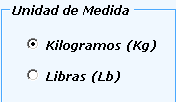 Unidad de Medida
Kilogramos (Kg)
Libras (Lb)